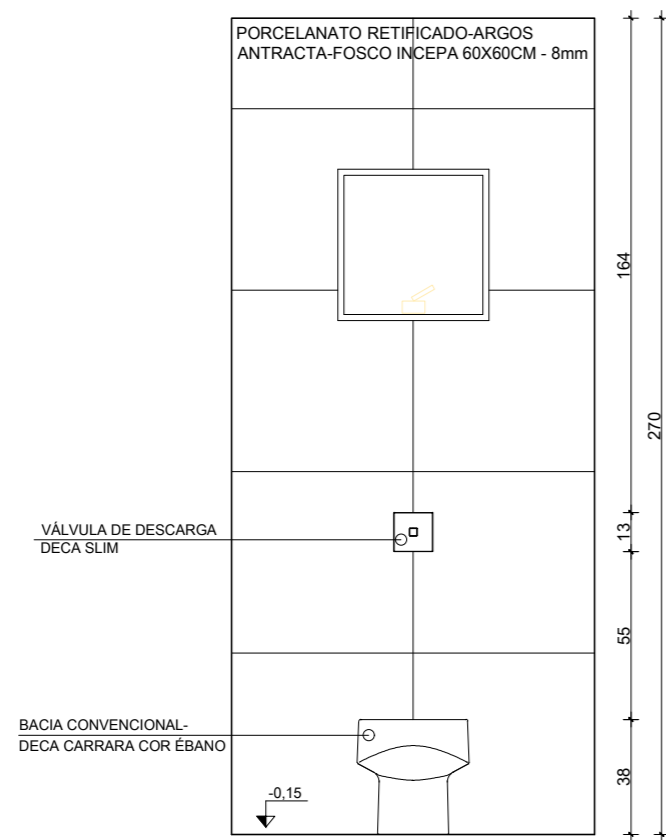 PORCELANATO RETIFICADO-ARGOS
ANTRACTA-FOSCO INCEPA 60X60CM - 8mm
164
270
13
VÁLVULA DE DESCARGA
DECA SLIM
55
BACIA CONVENCIONAL-
DECA CARRARA COR ÉBANO
38
-0,15